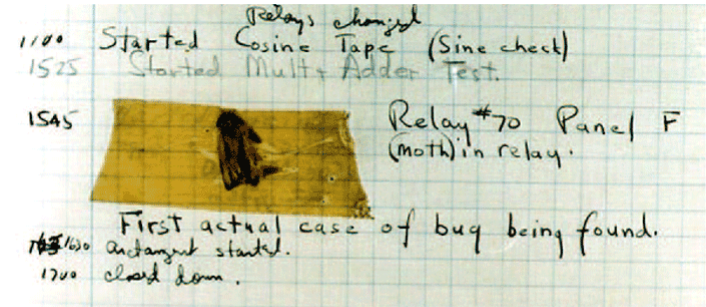 Relays changed
1100 Started Cosine Tape (Sine check)
1525 Started Mult + Adder Test.
1545 Relay #70 Panel F
(moth) in relay.
First actual case of bug being found.
1630 arctangent started.
1700 closed down.